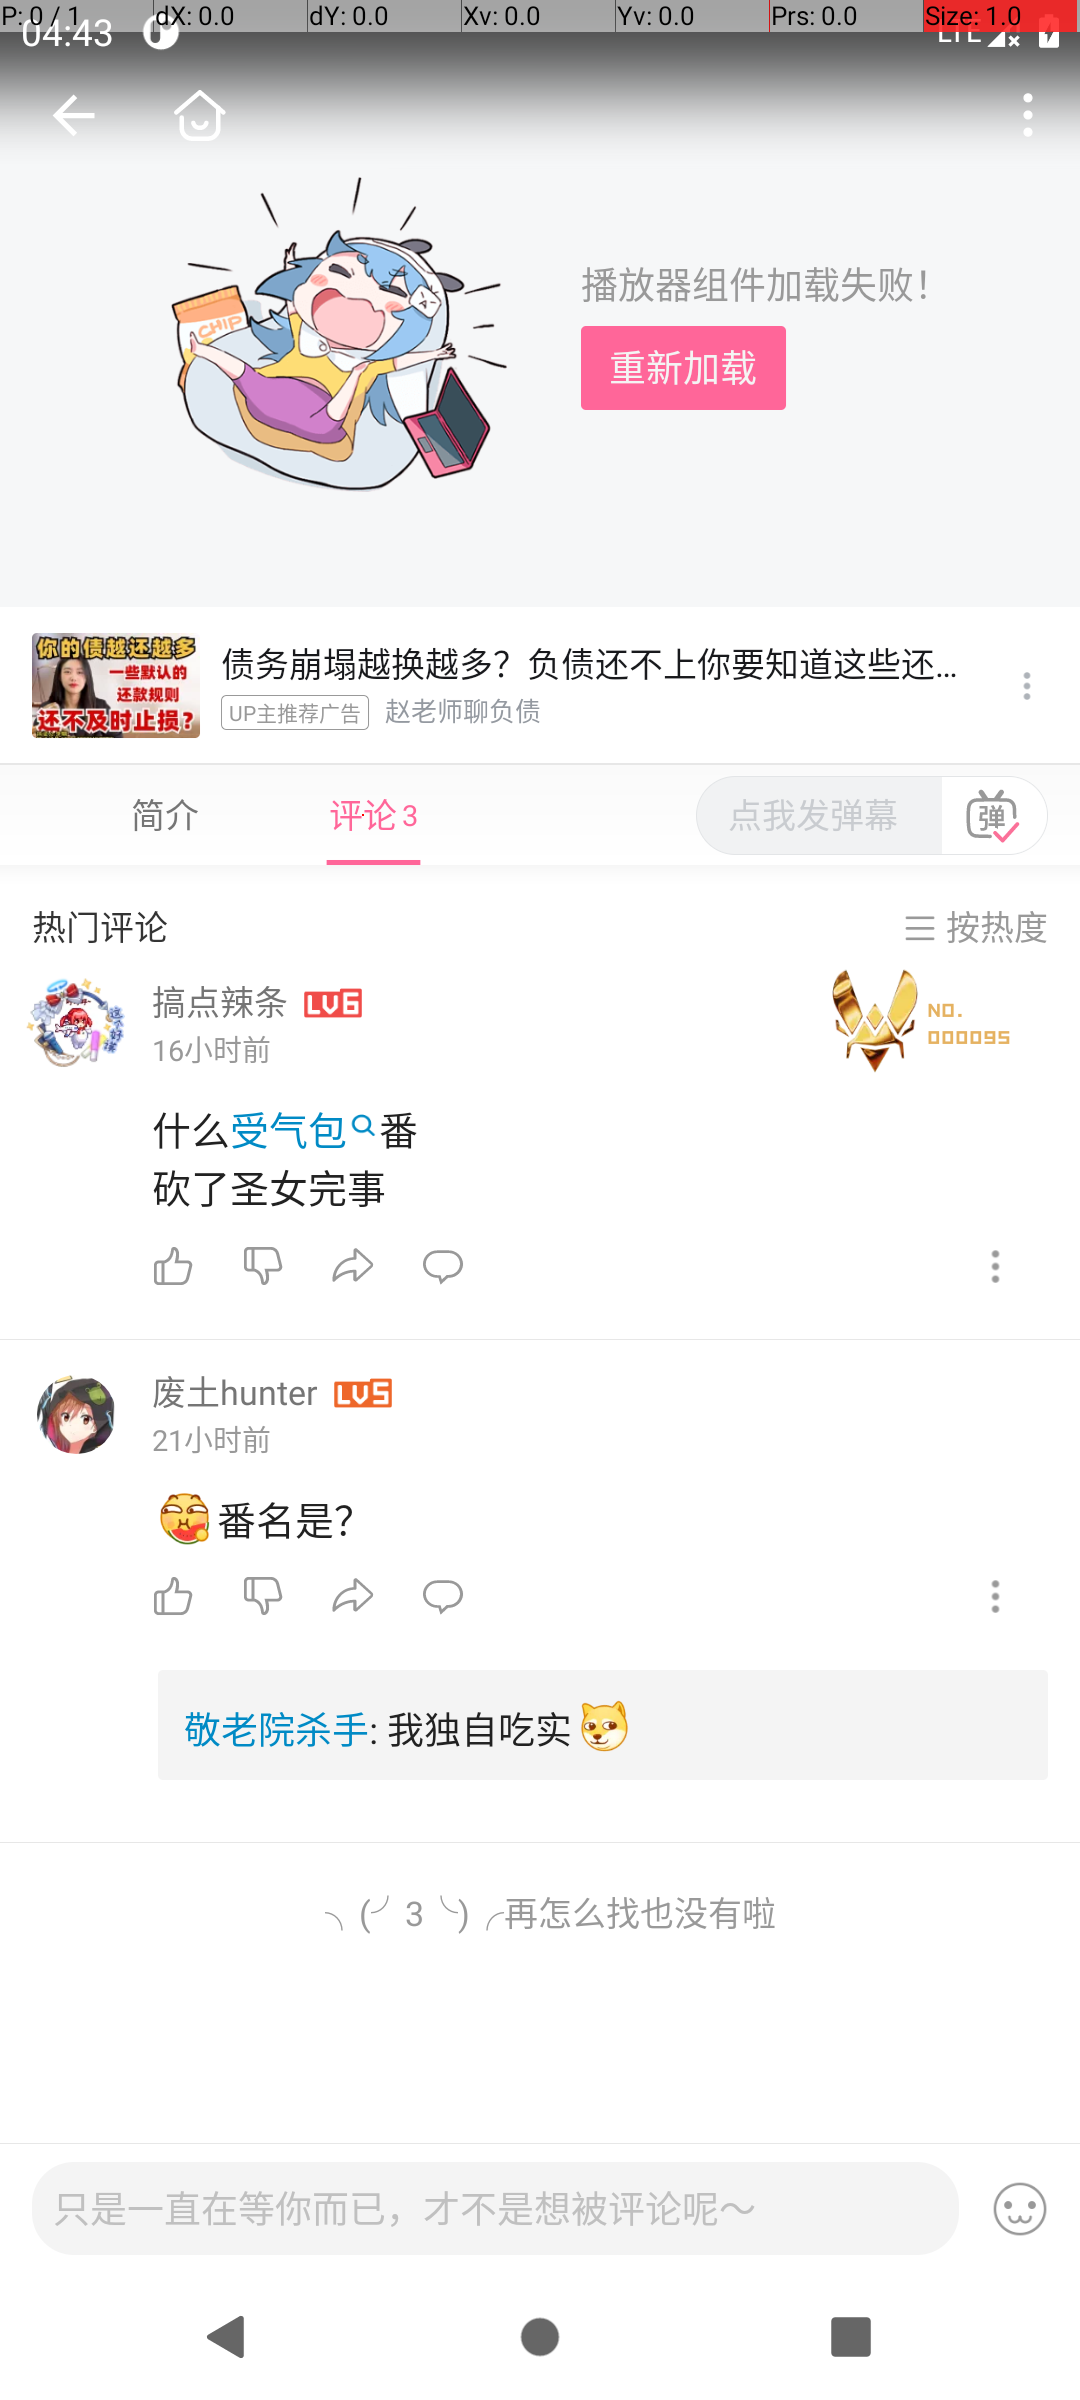 P: 0 / 1 dX: 0.0 dY: 0.0 Xv: 0.0 Yv: 0.0 Prs: 0.0 Size: 1.0
04:43 LTE
CHIP
播放器组件加载失败!
重新加载
你的债越还越多
一些默认的
还款规则
还不及时止损?
债务崩塌越换越多? 负债还不上你要知道这些还...
UP主推荐广告 赵老师聊负债
简介 评论 3 点我发弹幕 弹
热门评论 按热度
搞点辣条 LV6
NO.
000095
16小时前
什么受气包番
砍了圣女完事
废土hunter LV5
21小时前
番名是?
敬老院杀手: 我独自吃实
╮(╯3╰)╭再怎么找也没有啦
只是一直在等你而已，才不是想被评论呢～